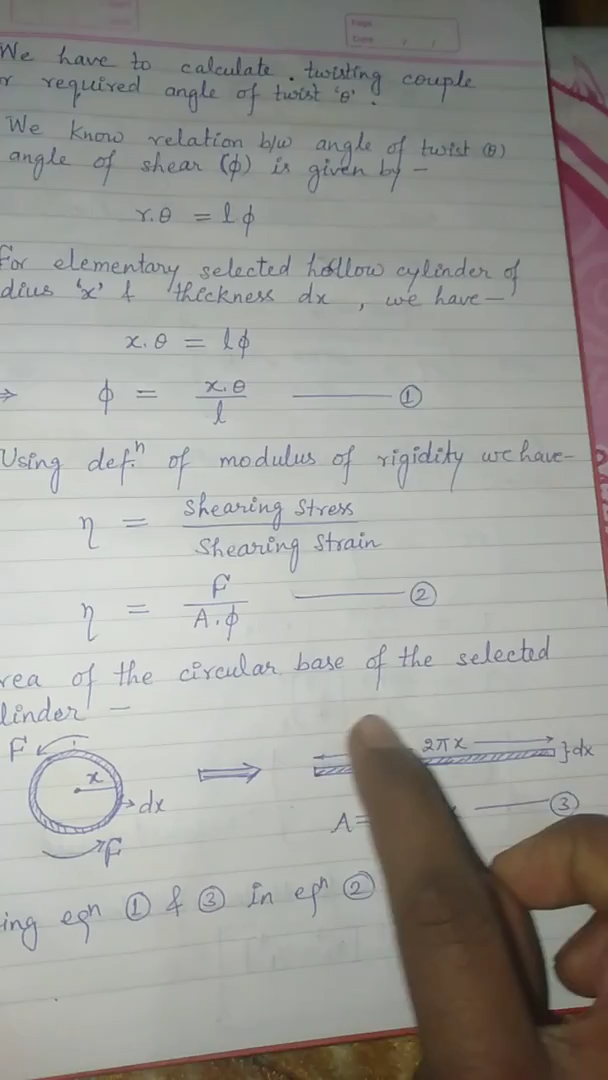 We have to calculate twisting couple
r required angle of twist 'θ'.
We know relation b/w angle of twist (θ)
angle of shear (ϕ) is given by –
r.θ = lϕ
For elementary selected hollow cylinder of
dius 'x' & thickness dx , we have –
x.θ = lϕ
⇒ ϕ = x.θ / l ——— ①
Using defⁿ. of modulus of rigidity we have–
η = Shearing Stress / Shearing Strain
η = F / A.ϕ ——— ②
rea of the circular base of the selected
linder –
F x dx F ⇒ 2πx }dx
A= ——— ③
ing eqⁿ ① & ③ in eqⁿ ②